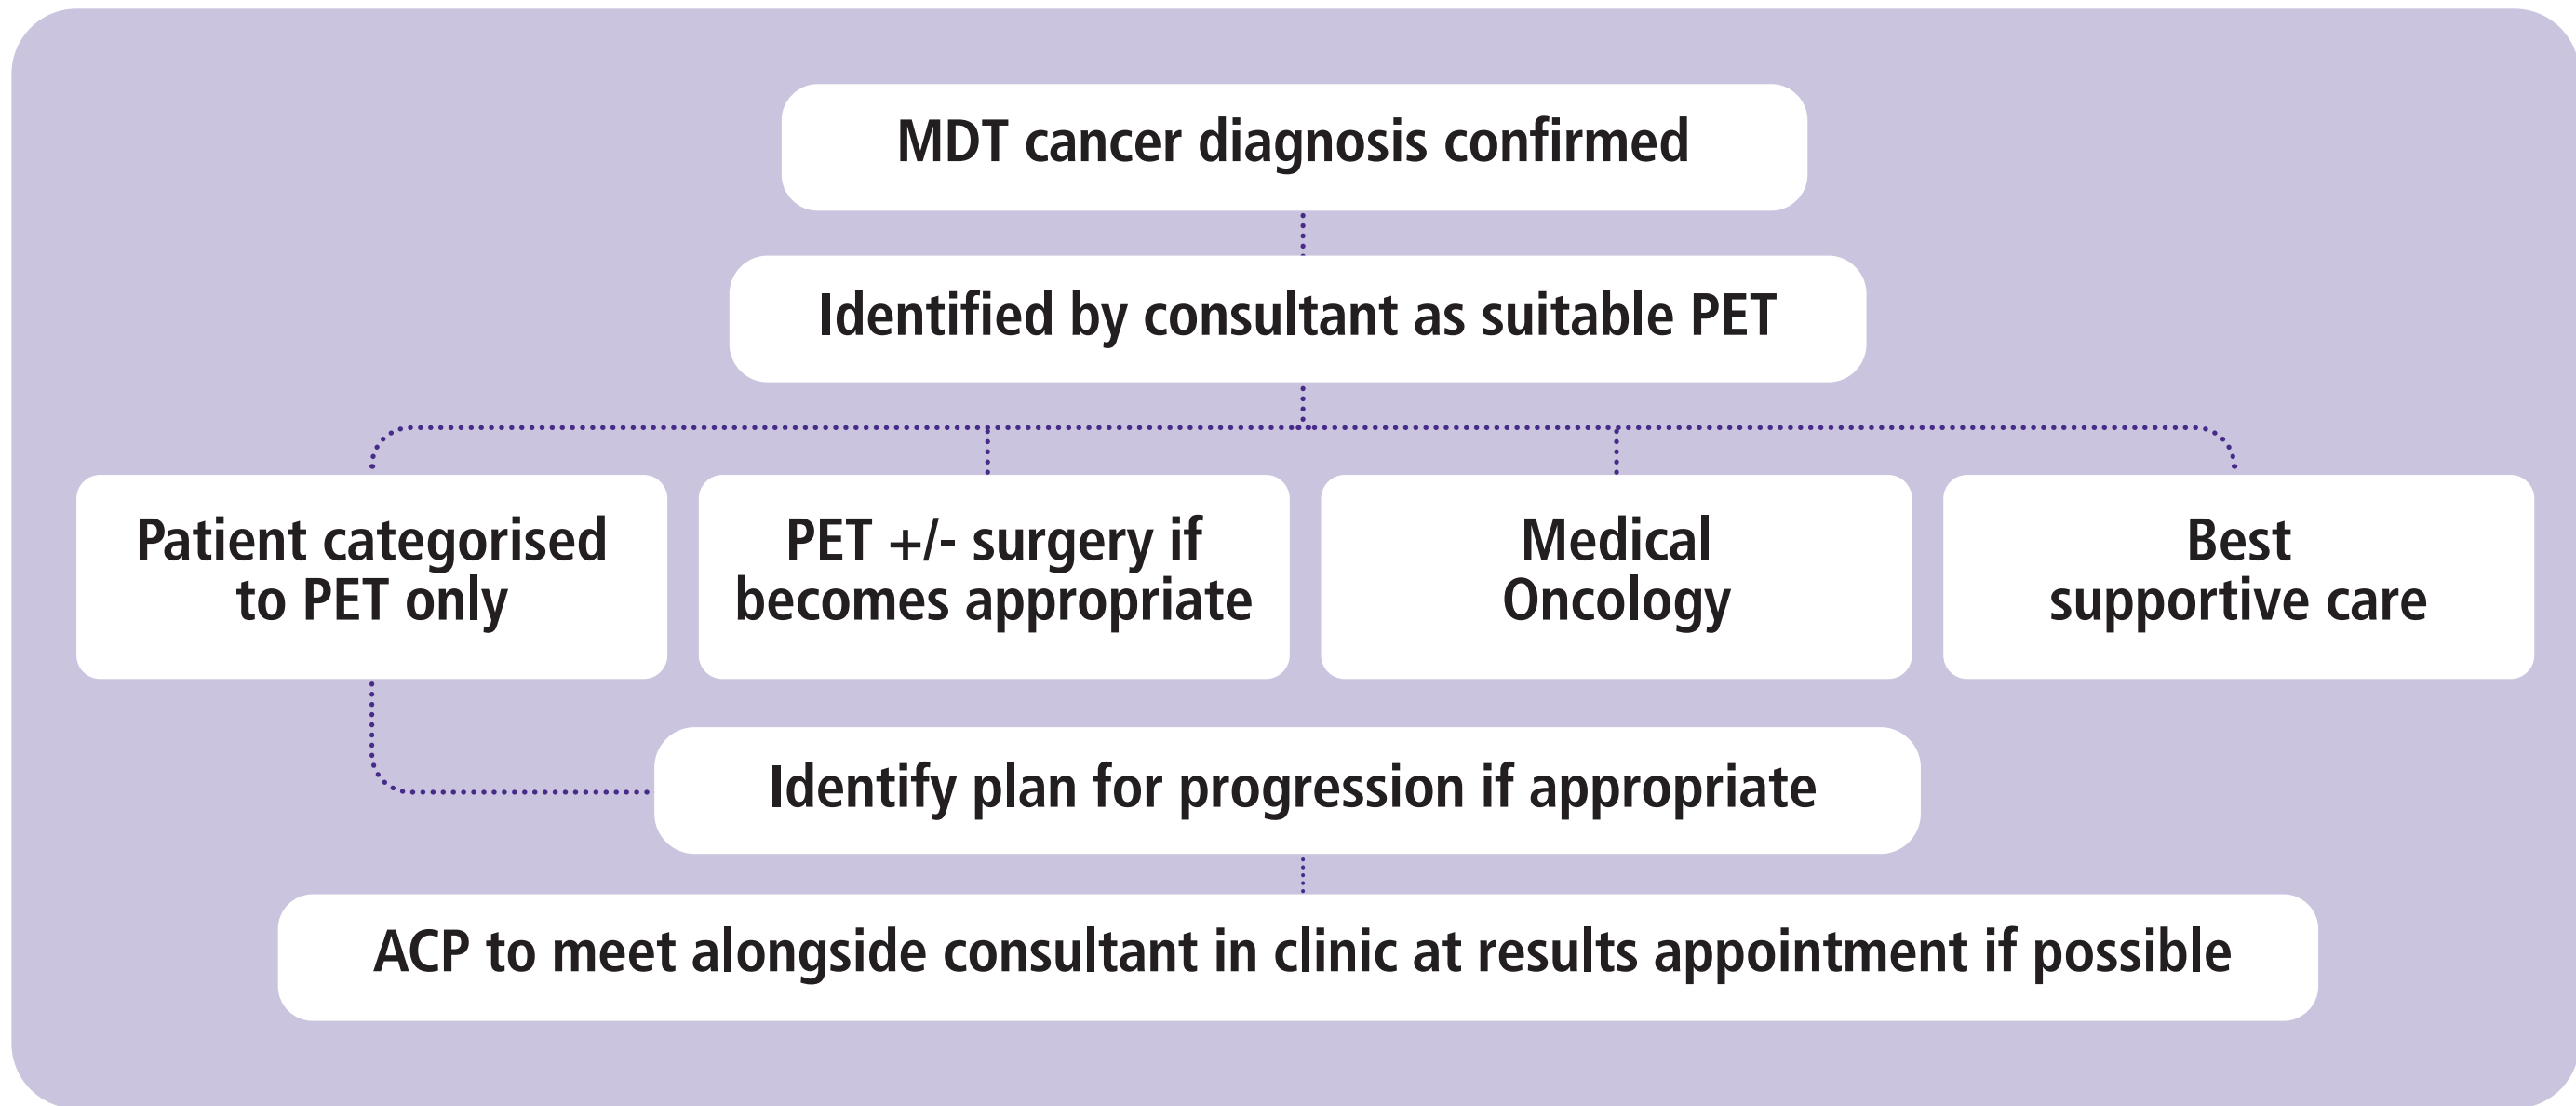 MDT cancer diagnosis confirmed
Identified by consultant as suitable PET
Patient categorised
to PET only
PET +/- surgery if
becomes appropriate
Medical
Oncology
Best
supportive care
Identify plan for progression if appropriate
ACP to meet alongside consultant in clinic at results appointment if possible